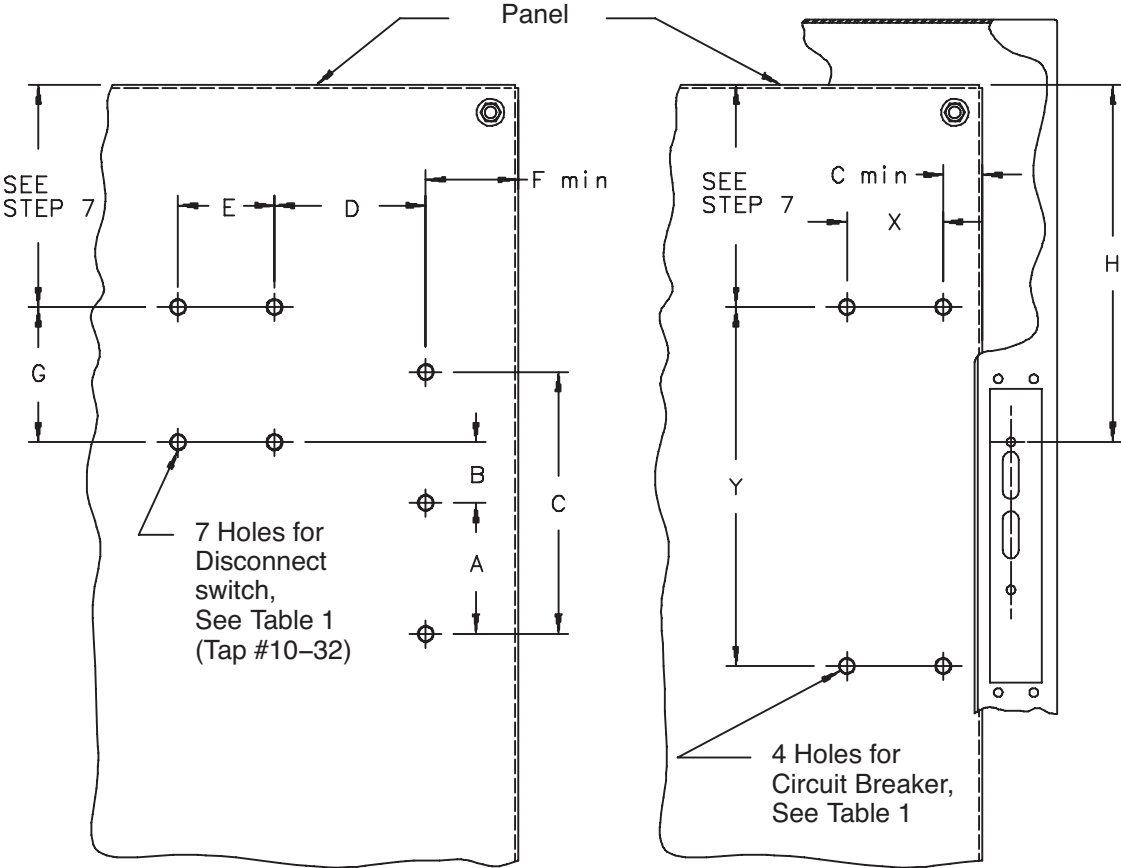 Panel
SEE
STEP 7
E
D
F min
G
B
C
A
7 Holes for
Disconnect
switch,
See Table 1
(Tap #10–32)
SEE
STEP 7
C min
X
H
Y
4 Holes for
Circuit Breaker,
See Table 1